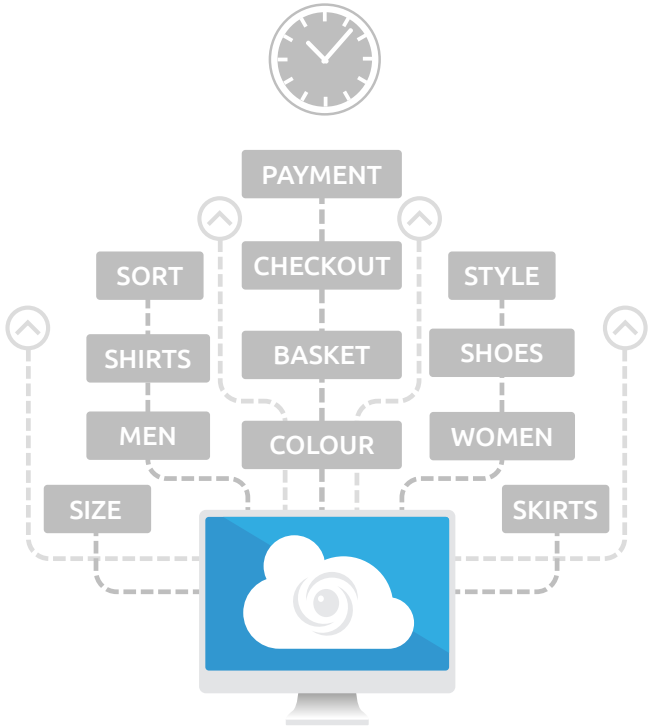 PAYMENT
CHECKOUT
SORT
STYLE
BASKET
SHIRTS
SHOES
MEN
COLOUR
WOMEN
SIZE
SKIRTS